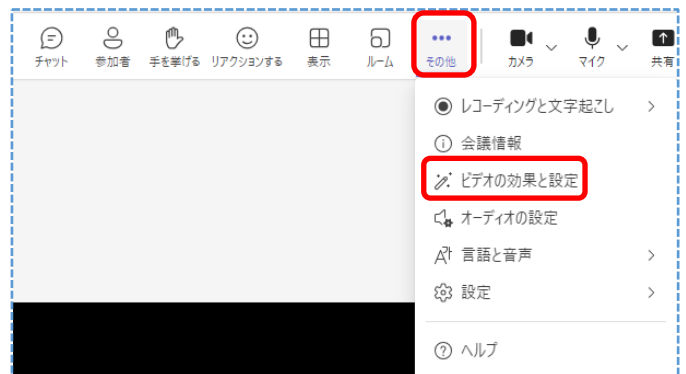 チャット 参加者 手を挙げる リアクションする 表示 ルーム その他 カメラ マイク 共有
レコーディングと文字起こし
会議情報
ビデオの効果と設定
オーディオの設定
言語と音声
設定
ヘルプ